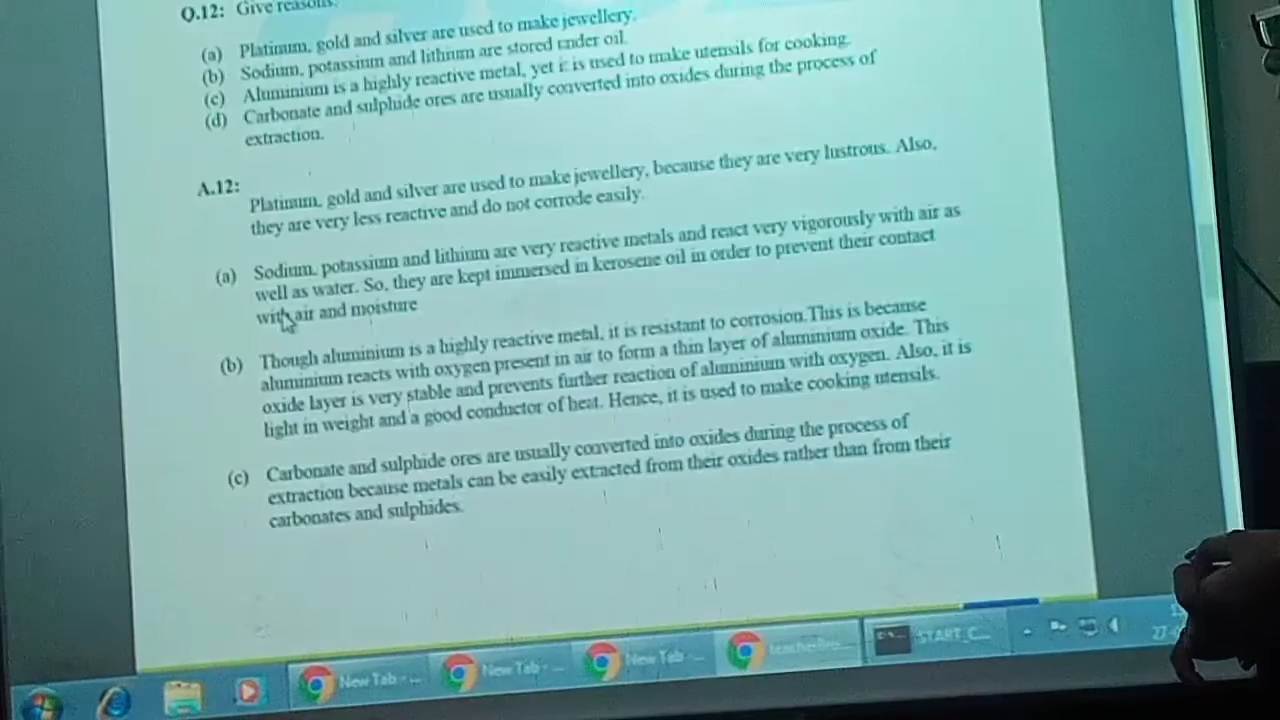 Q.12: Give reasons.
(a) Platinum, gold and silver are used to make jewellery.
(b) Sodium, potassium and lithium are stored under oil.
(c) Aluminium is a highly reactive metal, yet it is used to make utensils for cooking.
(d) Carbonate and sulphide ores are usually converted into oxides during the process of
extraction.
A.12:
Platinum, gold and silver are used to make jewellery, because they are very lustrous. Also,
they are very less reactive and do not corrode easily.
(a) Sodium, potassium and lithium are very reactive metals and react very vigorously with air as
well as water. So, they are kept immersed in kerosene oil in order to prevent their contact
with air and moisture
(b) Though aluminium is a highly reactive metal, it is resistant to corrosion.This is because
aluminium reacts with oxygen present in air to form a thin layer of aluminium oxide. This
oxide layer is very stable and prevents further reaction of aluminium with oxygen. Also, it is
light in weight and a good conductor of heat. Hence, it is used to make cooking utensils.
(c) Carbonate and sulphide ores are usually converted into oxides during the process of
extraction because metals can be easily extracted from their oxides rather than from their
carbonates and sulphides.
New Tab - ... New Tab - ... New Tab - ... START_C...